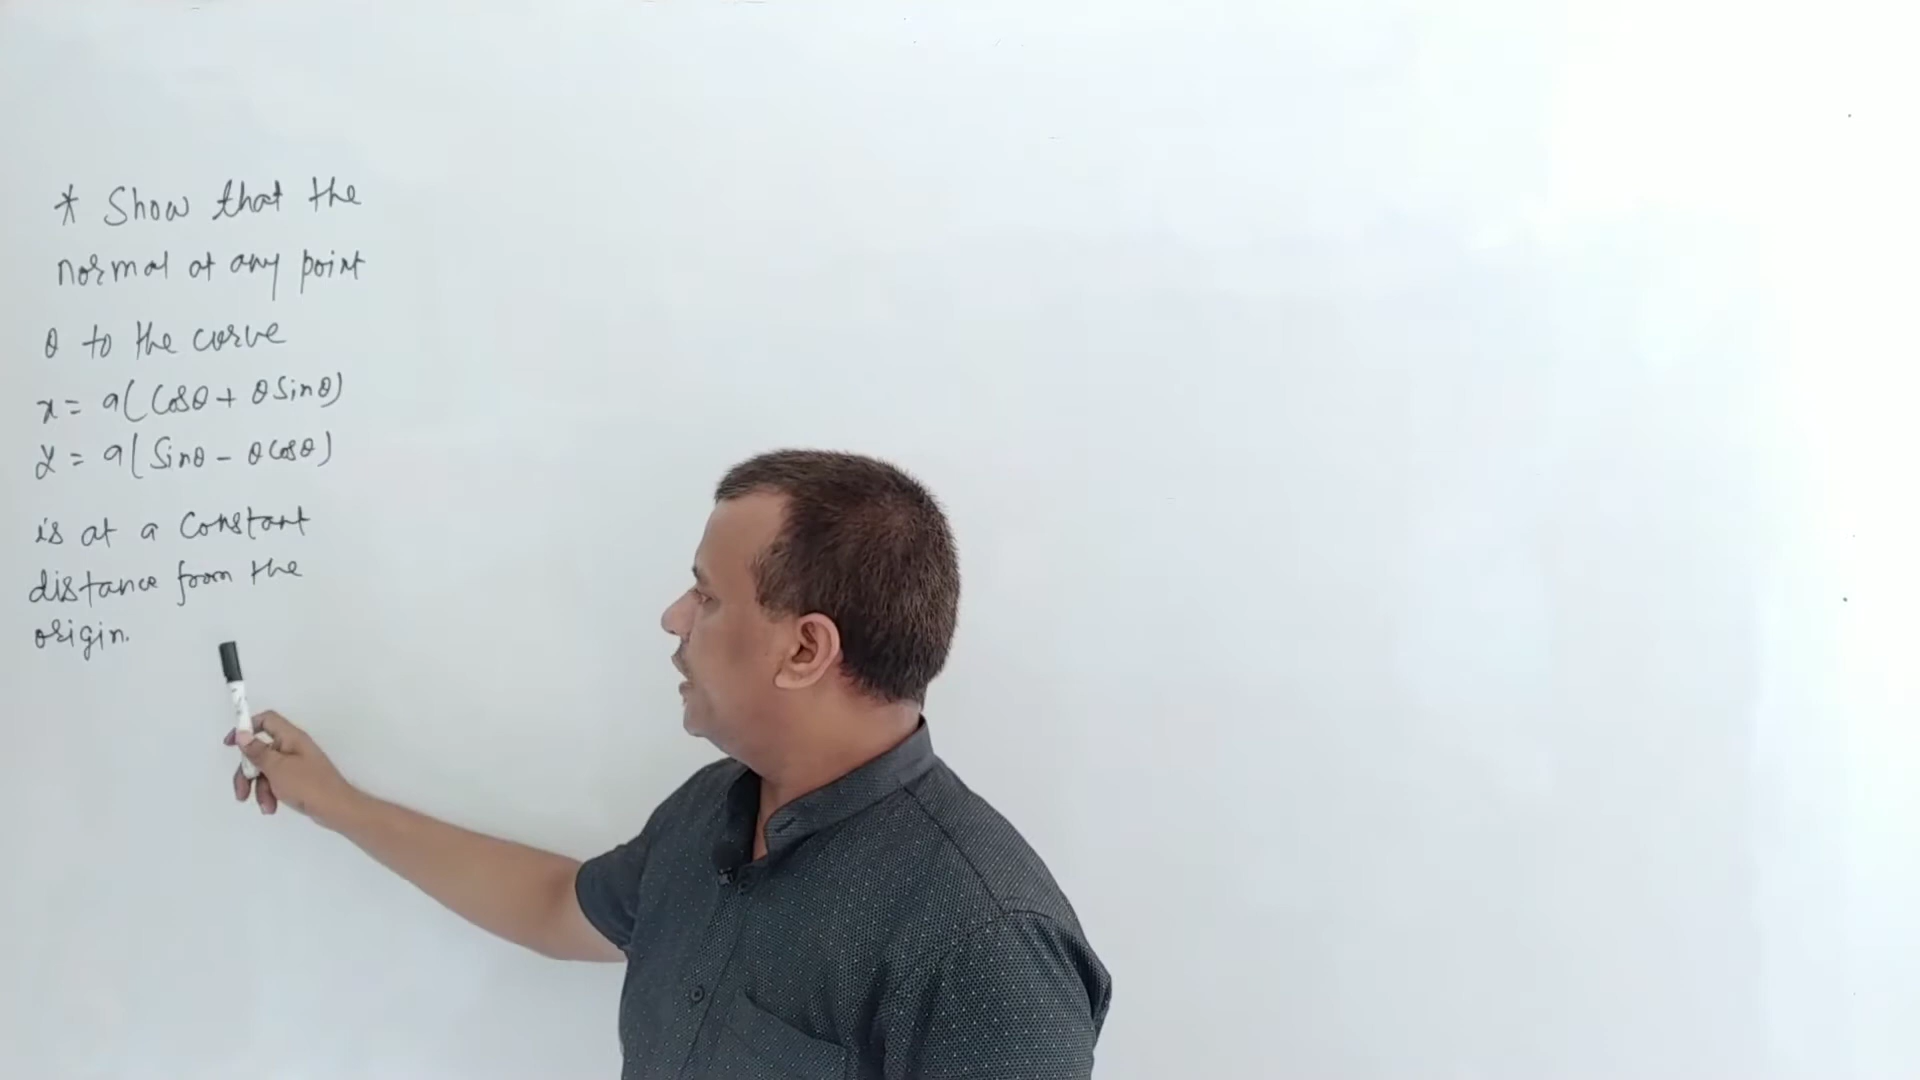 * Show that the
normal at any point
θ to the curve
x = a(Cosθ + θ Sinθ)
y = a(Sinθ - θ Cosθ)
is at a Constant
distance from the
origin.